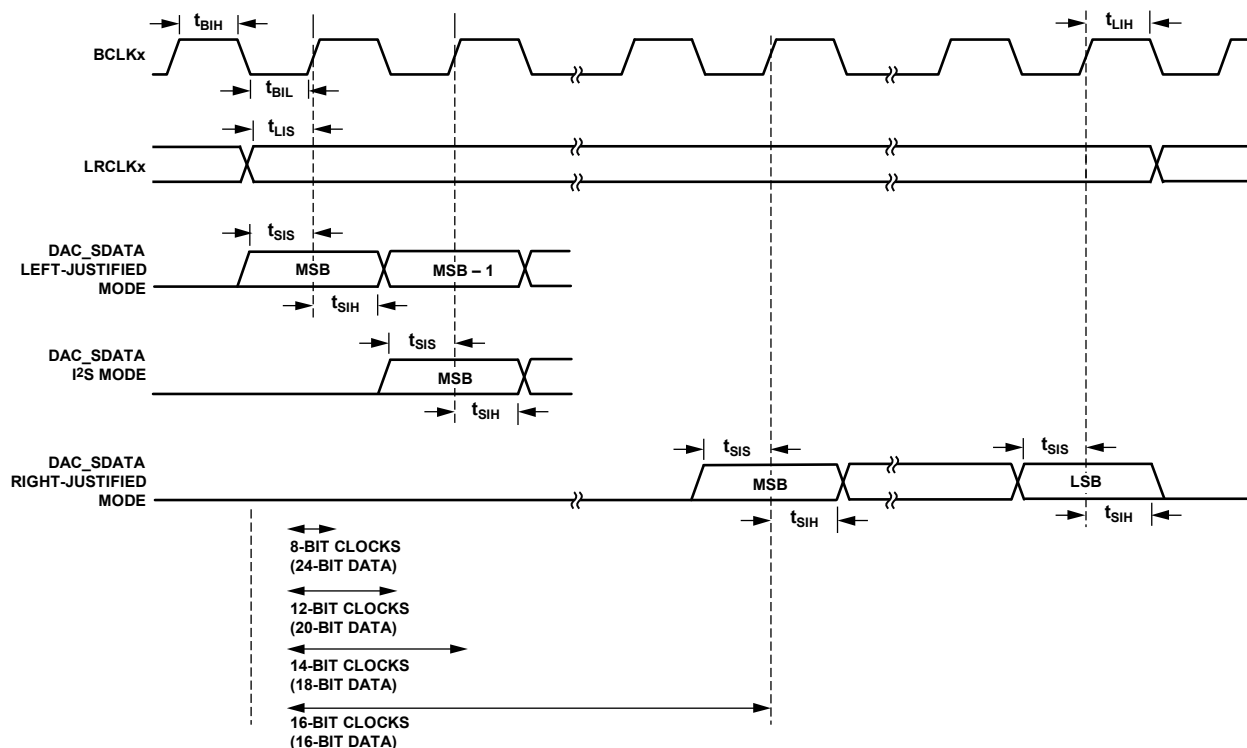 tBIH
tLIH
BCLKx
tBIL
tLIS
LRCLKx
tSIS
DAC_SDATA
LEFT-JUSTIFIED
MODE
MSB
MSB – 1
tSIH
tSIS
DAC_SDATA
I2S MODE
MSB
tSIH
tSIS
tSIS
DAC_SDATA
RIGHT-JUSTIFIED
MODE
MSB
LSB
tSIH
tSIH
8-BIT CLOCKS
(24-BIT DATA)
12-BIT CLOCKS
(20-BIT DATA)
14-BIT CLOCKS
(18-BIT DATA)
16-BIT CLOCKS
(16-BIT DATA)